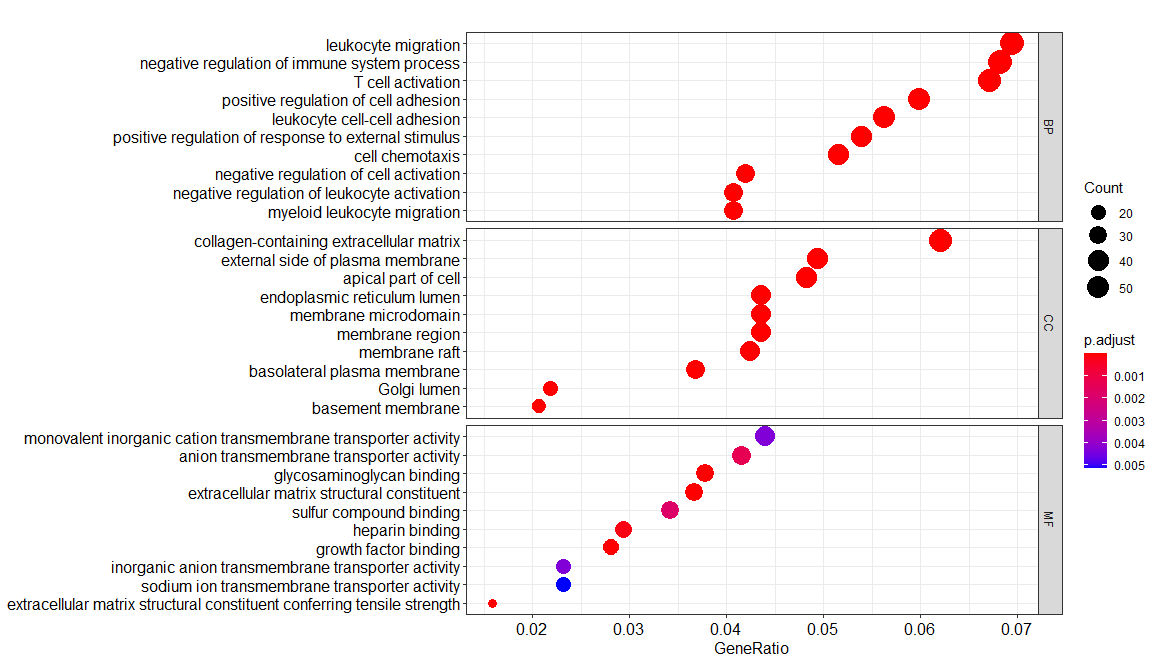 leukocyte migration
negative regulation of immune system process
T cell activation
positive regulation of cell adhesion
leukocyte cell-cell adhesion
positive regulation of response to external stimulus
cell chemotaxis
negative regulation of cell activation
negative regulation of leukocyte activation
myeloid leukocyte migration
BP
collagen-containing extracellular matrix
external side of plasma membrane
apical part of cell
endoplasmic reticulum lumen
membrane microdomain
membrane region
membrane raft
basolateral plasma membrane
Golgi lumen
basement membrane
CC
monovalent inorganic cation transmembrane transporter activity
anion transmembrane transporter activity
glycosaminoglycan binding
extracellular matrix structural constituent
sulfur compound binding
heparin binding
growth factor binding
inorganic anion transmembrane transporter activity
sodium ion transmembrane transporter activity
extracellular matrix structural constituent conferring tensile strength
MF
0.02 0.03 0.04 0.05 0.06 0.07
GeneRatio
Count
20
30
40
50
p.adjust
0.001
0.002
0.003
0.004
0.005